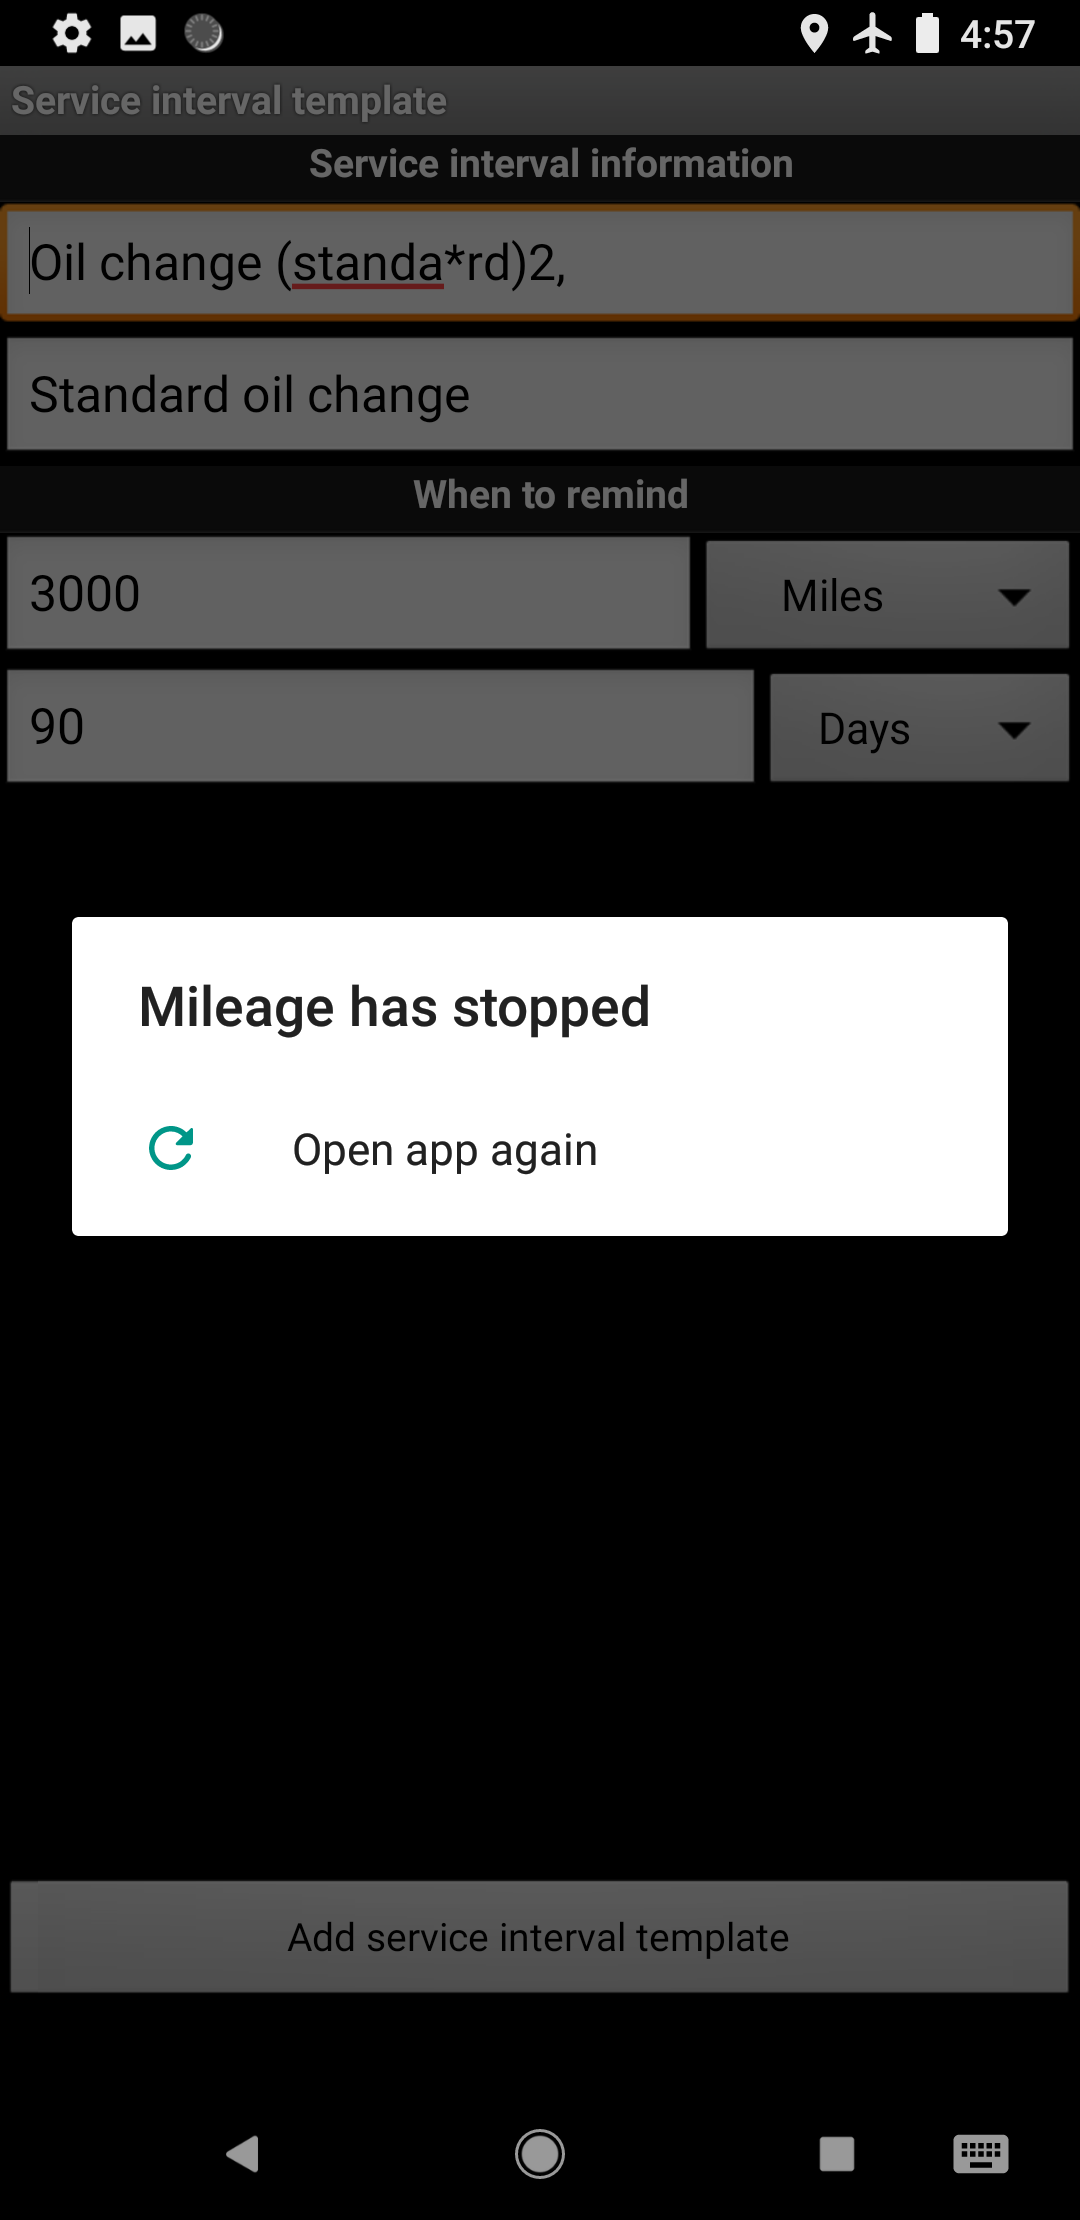 4:57
Service interval template
Service interval information
Oil change (standa*rd)2,
Standard oil change
When to remind
3000
Miles
90
Days
Mileage has stopped
Open app again
Add service interval template